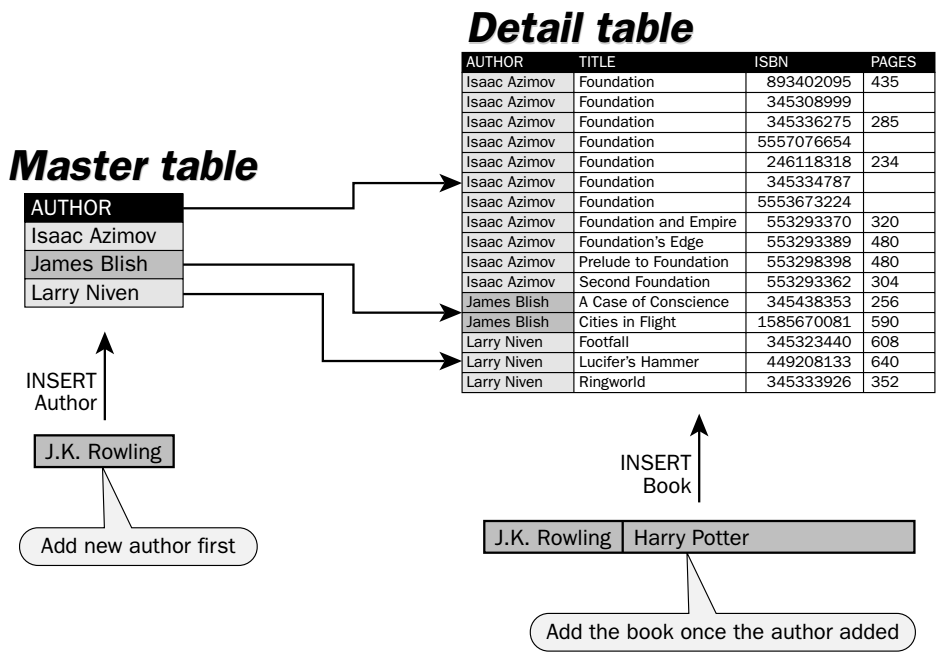 Detail table
AUTHOR TITLE ISBN PAGES
Isaac Azimov Foundation 893402095 435
Isaac Azimov Foundation 345308999
Isaac Azimov Foundation 345336275 285
Isaac Azimov Foundation 5557076654
Isaac Azimov Foundation 246118318 234
Isaac Azimov Foundation 345334787
Isaac Azimov Foundation 5553673224
Isaac Azimov Foundation and Empire 553293370 320
Isaac Azimov Foundation's Edge 553293389 480
Isaac Azimov Prelude to Foundation 553298398 480
Isaac Azimov Second Foundation 553293362 304
James Blish A Case of Conscience 345438353 256
James Blish Cities in Flight 1585670081 590
Larry Niven Footfall 345323440 608
Larry Niven Lucifer's Hammer 449208133 640
Larry Niven Ringworld 345333926 352
Master table
AUTHOR
Isaac Azimov
James Blish
Larry Niven
INSERT
Author
J.K. Rowling
Add new author first
INSERT
Book
J.K. Rowling Harry Potter
Add the book once the author added